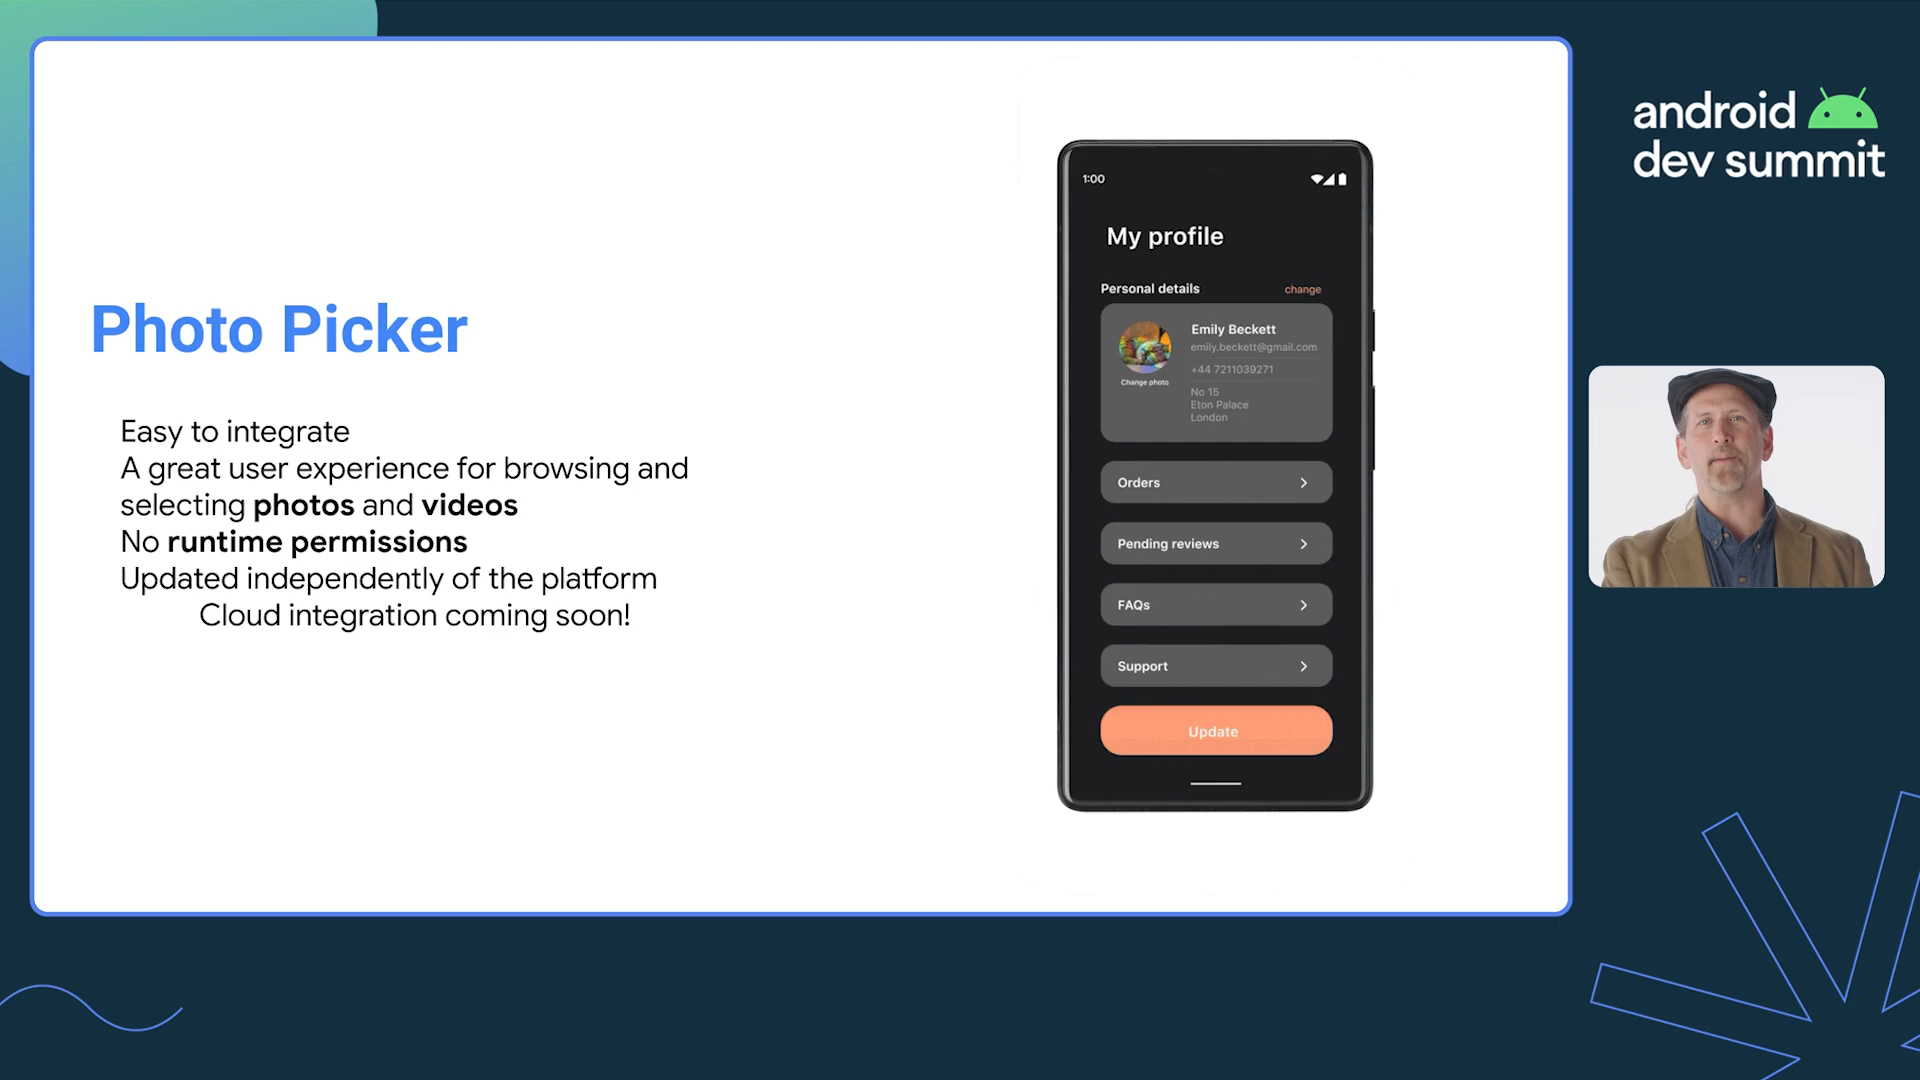 android
dev summit
Photo Picker
Easy to integrate
A great user experience for browsing and
selecting photos and videos
No runtime permissions
Updated independently of the platform
Cloud integration coming soon!
1:00
My profile
Personal details
change
Emily Beckett
emily.beckett@gmail.com
+44 7211039271
Change photo
No 15
Eton Palace
London
Orders
Pending reviews
FAQs
Support
Update